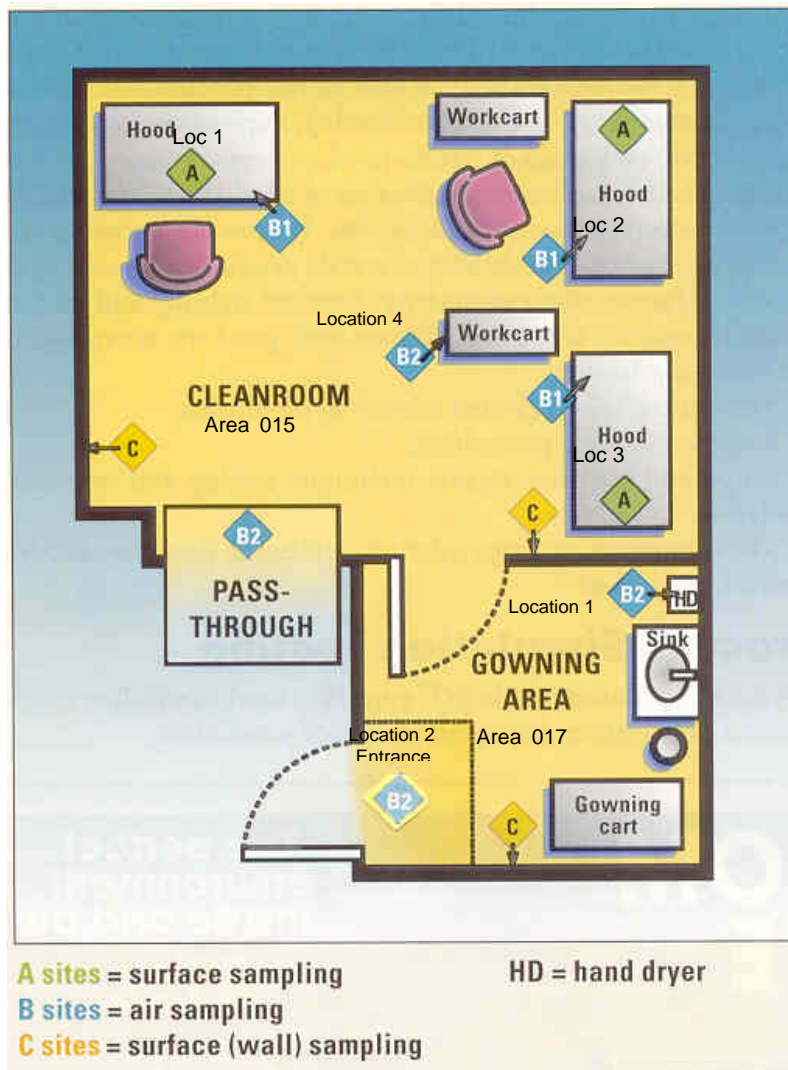 Hood
Loc 1
A
B1
Workcart
A
Hood
Loc 2
B1
Location 4
B2
Workcart
B1
Hood
Loc 3
A
CLEANROOM
Area 015
C
C
B2
PASS-
THROUGH
Location 1
B2
HD
Sink
GOWNING
AREA
Location 2
Entrance
Area 017
B2
C
Gowning
cart
A sites = surface sampling
HD = hand dryer
B sites = air sampling
C sites = surface (wall) sampling